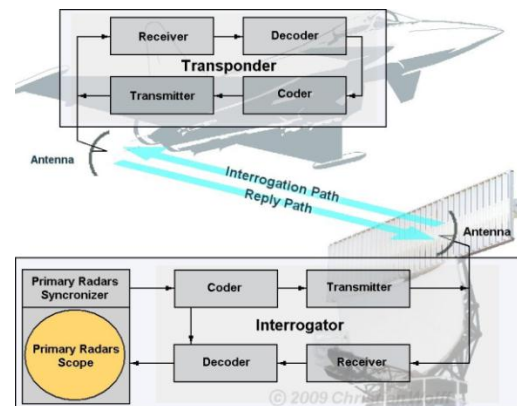 Receiver
Decoder
Transponder
Transmitter
Coder
Antenna
Interrogation Path
Reply Path
Antenna
Primary Radars
Syncronizer
Coder
Transmitter
Interrogator
Primary Radars
Scope
Decoder
Receiver
© 2009